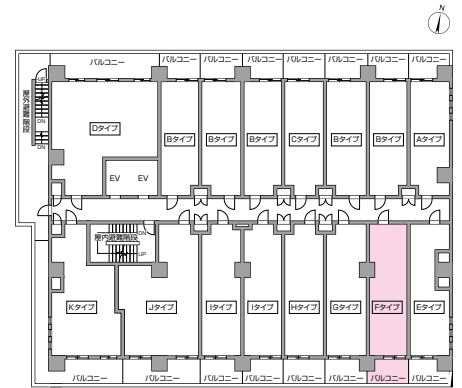 N
バルコニー バルコニー バルコニー バルコニー バルコニー バルコニー バルコニー バルコニー
UP
屋外避難階段
DN
DN
Dタイプ Bタイプ Bタイプ Bタイプ Cタイプ Bタイプ Bタイプ Aタイプ
EV EV
屋内避難階段
DN
UP
Kタイプ Jタイプ Iタイプ Iタイプ Hタイプ Gタイプ Fタイプ Eタイプ
バルコニー バルコニー バルコニー バルコニー バルコニー バルコニー バルコニー バルコニー